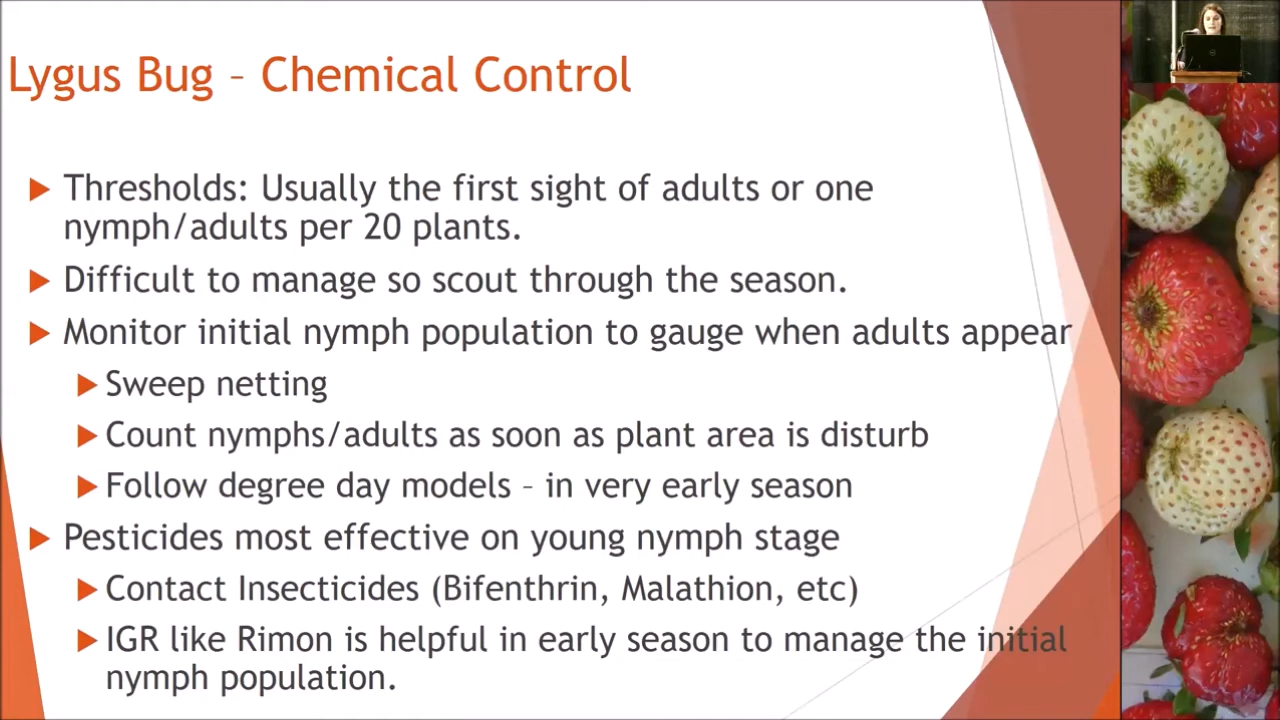 Lygus Bug – Chemical Control
Thresholds: Usually the first sight of adults or one
nymph/adults per 20 plants.
Difficult to manage so scout through the season.
Monitor initial nymph population to gauge when adults appear
Sweep netting
Count nymphs/adults as soon as plant area is disturb
Follow degree day models – in very early season
Pesticides most effective on young nymph stage
Contact Insecticides (Bifenthrin, Malathion, etc)
IGR like Rimon is helpful in early season to manage the initial
nymph population.